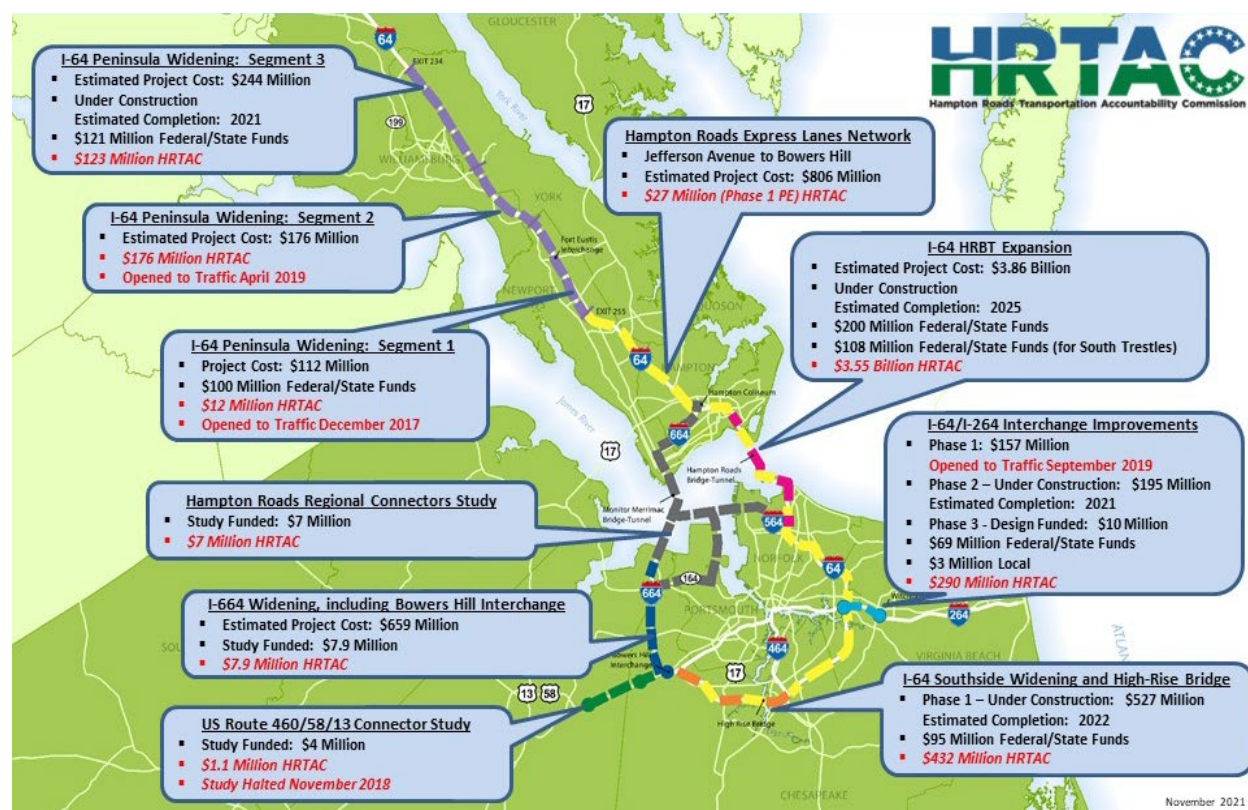 GLOUCESTER
HRTAC
Hampton Roads Transportation Accountability Commission
I-64 Peninsula Widening: Segment 3
▪ Estimated Project Cost: $244 Million
▪ Under Construction
Estimated Completion: 2021
▪ $121 Million Federal/State Funds
▪ $123 Million HRTAC
64
EXIT 234
York River
17
199
WILLIAMSBURG
YORK
Hampton Roads Express Lanes Network
▪ Jefferson Avenue to Bowers Hill
▪ Estimated Project Cost: $806 Million
▪ $27 Million (Phase 1 PE) HRTAC
I-64 Peninsula Widening: Segment 2
▪ Estimated Project Cost: $176 Million
▪ $176 Million HRTAC
▪ Opened to Traffic April 2019
Fort Eustis
Interchange
NEWPORT
EXIT 255
I-64 HRBT Expansion
▪ Estimated Project Cost: $3.86 Billion
▪ Under Construction
Estimated Completion: 2025
▪ $200 Million Federal/State Funds
▪ $108 Million Federal/State Funds (for South Trestles)
▪ $3.55 Billion HRTAC
I-64 Peninsula Widening: Segment 1
▪ Project Cost: $112 Million
▪ $100 Million Federal/State Funds
▪ $12 Million HRTAC
▪ Opened to Traffic December 2017
64
HAMPTON
Hampton Coliseum
James River
17
664
Hampton Roads
Bridge-Tunnel
I-64/I-264 Interchange Improvements
▪ Phase 1: $157 Million
Opened to Traffic September 2019
▪ Phase 2 – Under Construction: $195 Million
Estimated Completion: 2021
▪ Phase 3 - Design Funded: $10 Million
▪ $69 Million Federal/State Funds
▪ $3 Million Local
▪ $290 Million HRTAC
Hampton Roads Regional Connectors Study
▪ Study Funded: $7 Million
▪ $7 Million HRTAC
Monitor Merrimac
Bridge-Tunnel
564
NORFOLK
64
164
664
PORTSMOUTH
264
464
VIRGINIA BEACH
I-664 Widening, including Bowers Hill Interchange
▪ Estimated Project Cost: $659 Million
▪ Study Funded: $7.9 Million
▪ $7.9 Million HRTAC
Bowers Hill
Interchange
17
13 58
High Rise Bridge
I-64 Southside Widening and High-Rise Bridge
▪ Phase 1 – Under Construction: $527 Million
Estimated Completion: 2022
▪ $95 Million Federal/State Funds
▪ $432 Million HRTAC
US Route 460/58/13 Connector Study
▪ Study Funded: $4 Million
▪ $1.1 Million HRTAC
▪ Study Halted November 2018
CHESAPEAKE
November 2021